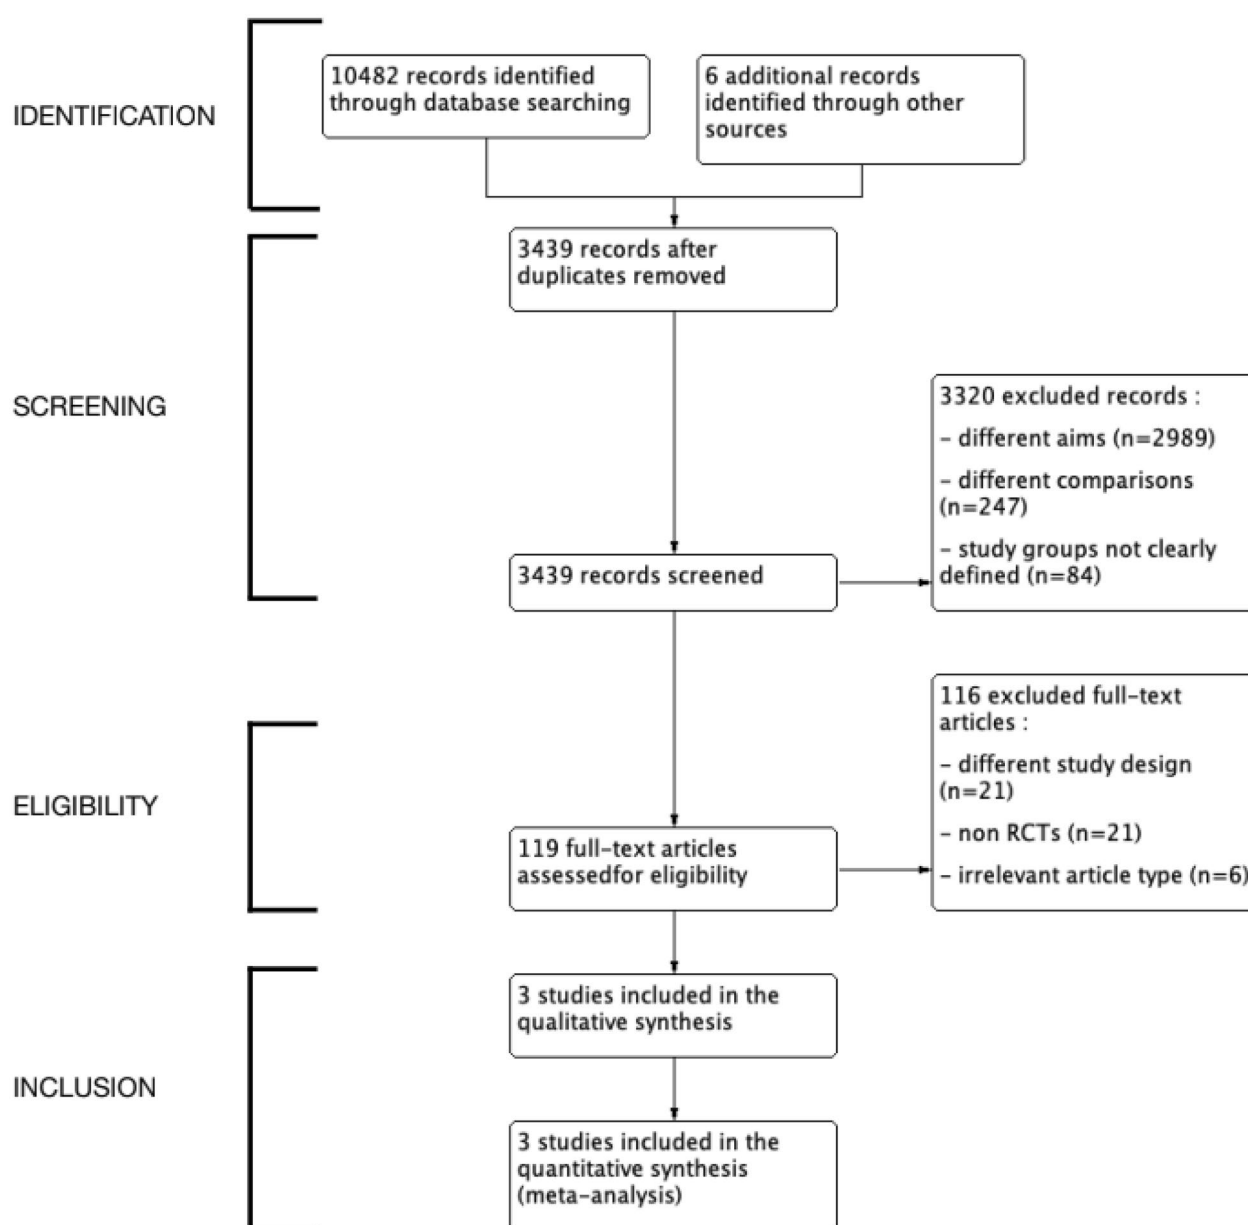 IDENTIFICATION
10482 records identified
through database searching
6 additional records
identified through other
sources
SCREENING
3439 records after
duplicates removed
3439 records screened
3320 excluded records :
– different aims (n=2989)
– different comparisons
(n=247)
– study groups not clearly
defined (n=84)
ELIGIBILITY
119 full-text articles
assessedfor eligibility
116 excluded full-text
articles :
– different study design
(n=21)
– non RCTs (n=21)
– irrelevant article type (n=6)
INCLUSION
3 studies included in the
qualitative synthesis
3 studies included in the
quantitative synthesis
(meta-analysis)